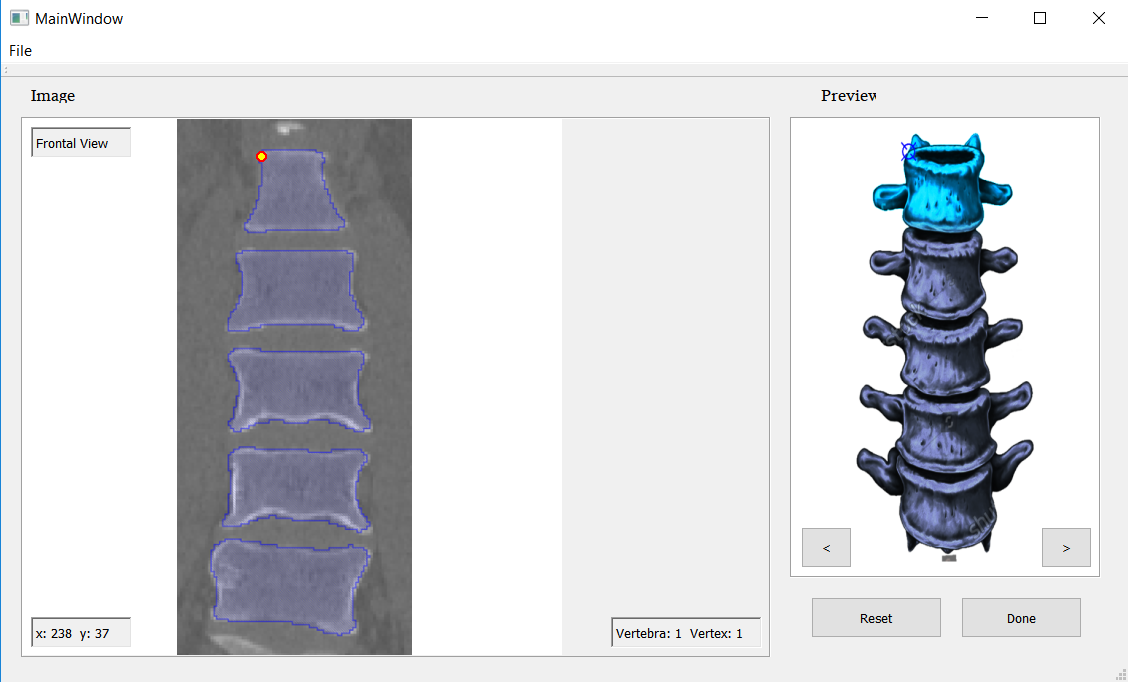 MainWindow
File
Image
Preview
Frontal View
x: 238 y: 37
Vertebra: 1 Vertex: 1
<
>
Reset
Done